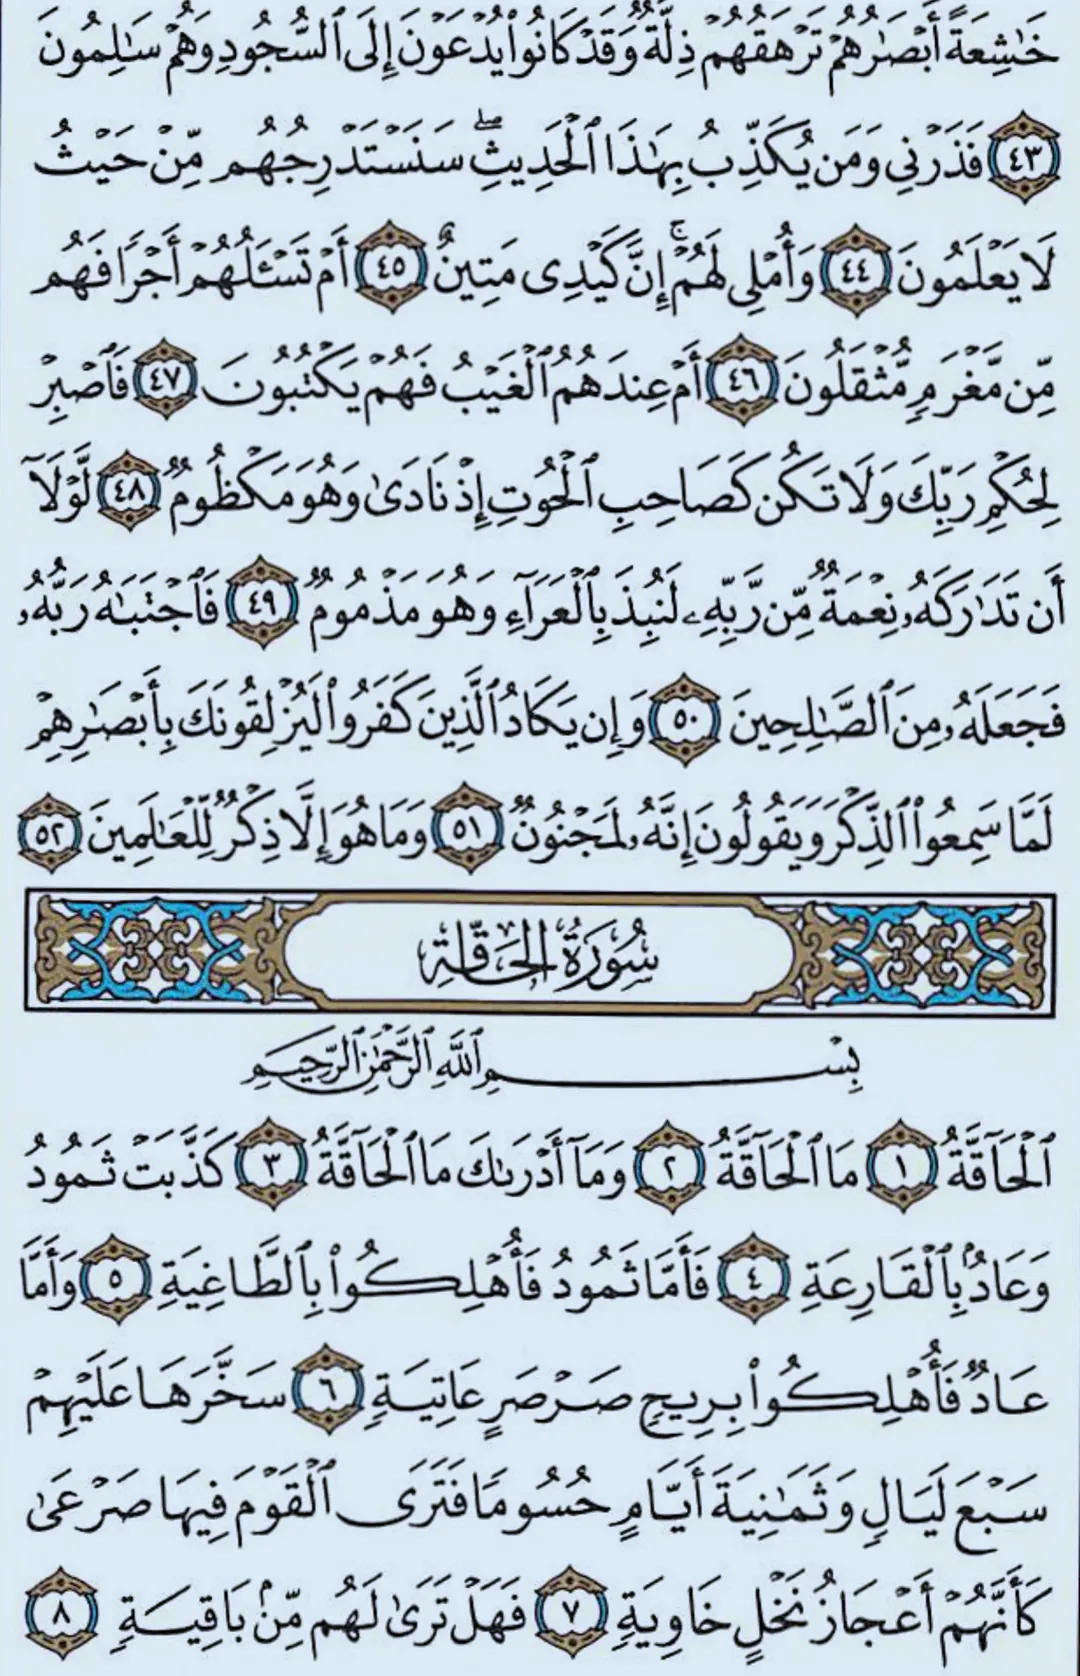 خَٰشِعَةً أَبْصَٰرُهُمْ تَرْهَقُهُمْ ذِلَّةٌ وَقَدْ كَانُوا۟ يُدْعَوْنَ إِلَى ٱلسُّجُودِ وَهُمْ سَٰلِمُونَ
٤٣ فَذَرْنِي وَمَن يُكَذِّبُ بِهَٰذَا ٱلْحَدِيثِۖ سَنَسْتَدْرِجُهُم مِّنْ حَيْثُ
لَا يَعْلَمُونَ ٤٤ وَأُمْلِى لَهُمْۚ إِنَّ كَيْدِى مَتِينٌ ٤٥ أَمْ تَسْـَٔلُهُمْ أَجْرًا فَهُم
مِّن مَّغْرَمٍ مُّثْقَلُونَ ٤٦ أَمْ عِندَهُمُ ٱلْغَيْبُ فَهُمْ يَكْتُبُونَ ٤٧ فَٱصْبِرْ
لِحُكْمِ رَبِّكَ وَلَا تَكُن كَصَاحِبِ ٱلْحُوتِ إِذْ نَادَىٰ وَهُوَ مَكْظُومٌ ٤٨ لَّوْلَآ
أَن تَدَٰرَكَهُۥ نِعْمَةٌ مِّن رَّبِّهِۦ لَنُبِذَ بِٱلْعَرَآءِ وَهُوَ مَذْمُومٌ ٤٩ فَٱجْتَبَٰهُ رَبُّهُۥ
فَجَعَلَهُۥ مِنَ ٱلصَّٰلِحِينَ ٥٠ وَإِن يَكَادُ ٱلَّذِينَ كَفَرُوا۟ لَيُزْلِقُونَكَ بِأَبْصَٰرِهِمْ
لَمَّا سَمِعُوا۟ ٱلذِّكْرَ وَيَقُولُونَ إِنَّهُۥ لَمَجْنُونٌ ٥١ وَمَا هُوَ إِلَّا ذِكْرٌ لِّلْعَٰلَمِينَ ٥٢
سُورَةُ الحَاقَّةِ
بِسْمِ ٱللَّهِ ٱلرَّحْمَٰنِ ٱلرَّحِيمِ
ٱلْحَآقَّةُ ١ مَا ٱلْحَآقَّةُ ٢ وَمَآ أَدْرَىٰكَ مَا ٱلْحَآقَّةُ ٣ كَذَّبَتْ ثَمُودُ
وَعَادٌۢ بِٱلْقَارِعَةِ ٤ فَأَمَّا ثَمُودُ فَأُهْلِكُوا۟ بِٱلطَّاغِيَةِ ٥ وَأَمَّا
عَادٌ فَأُهْلِكُوا۟ بِرِيحٍ صَرْصَرٍ عَاتِيَةٍ ٦ سَخَّرَهَا عَلَيْهِمْ
سَبْعَ لَيَالٍ وَثَمَٰنِيَةَ أَيَّامٍ حُسُومًا فَتَرَى ٱلْقَوْمَ فِيهَا صَرْعَىٰ
كَأَنَّهُمْ أَعْجَازُ نَخْلٍ خَاوِيَةٍ ٧ فَهَلْ تَرَىٰ لَهُم مِّنۢ بَاقِيَةٍ ٨